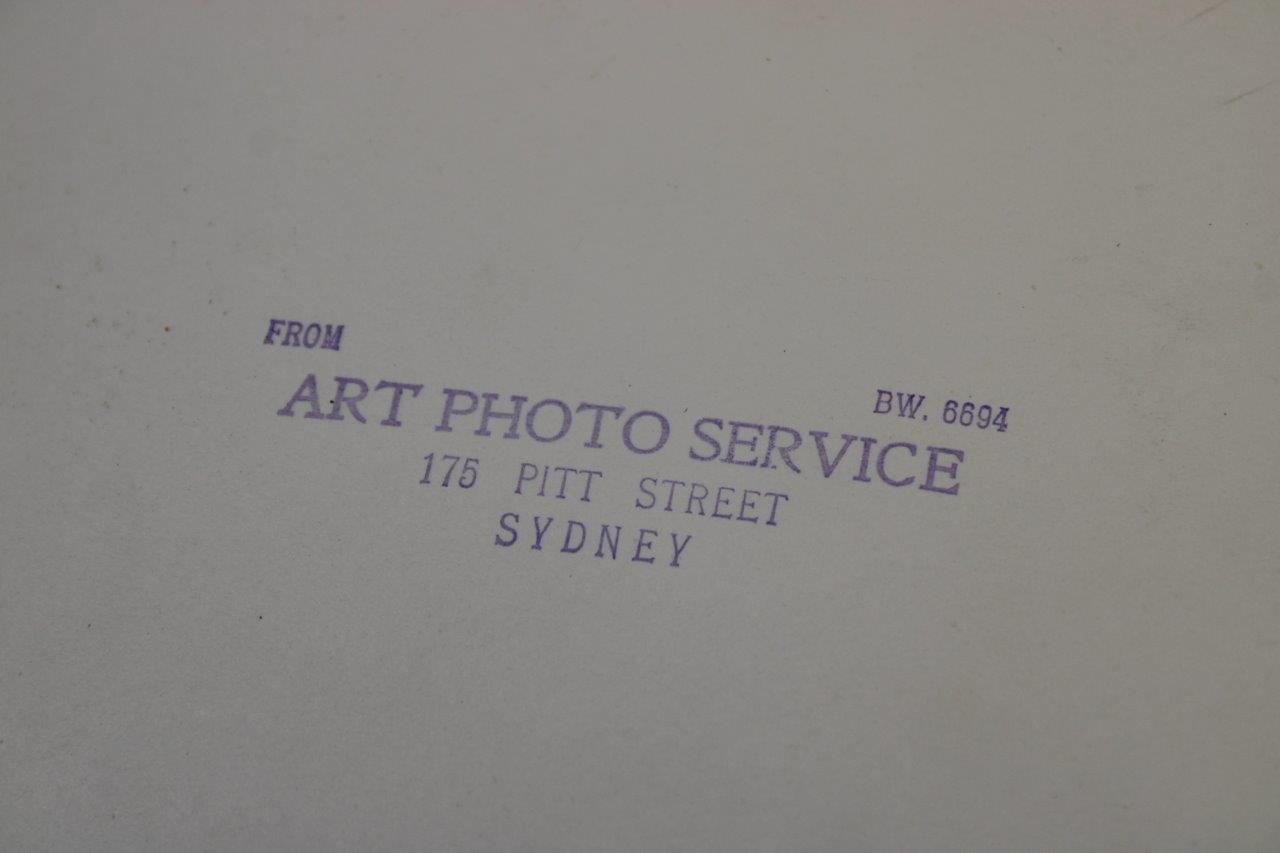 FROM
BW. 6694
ART PHOTO SERVICE
175 PITT STREET
SYDNEY